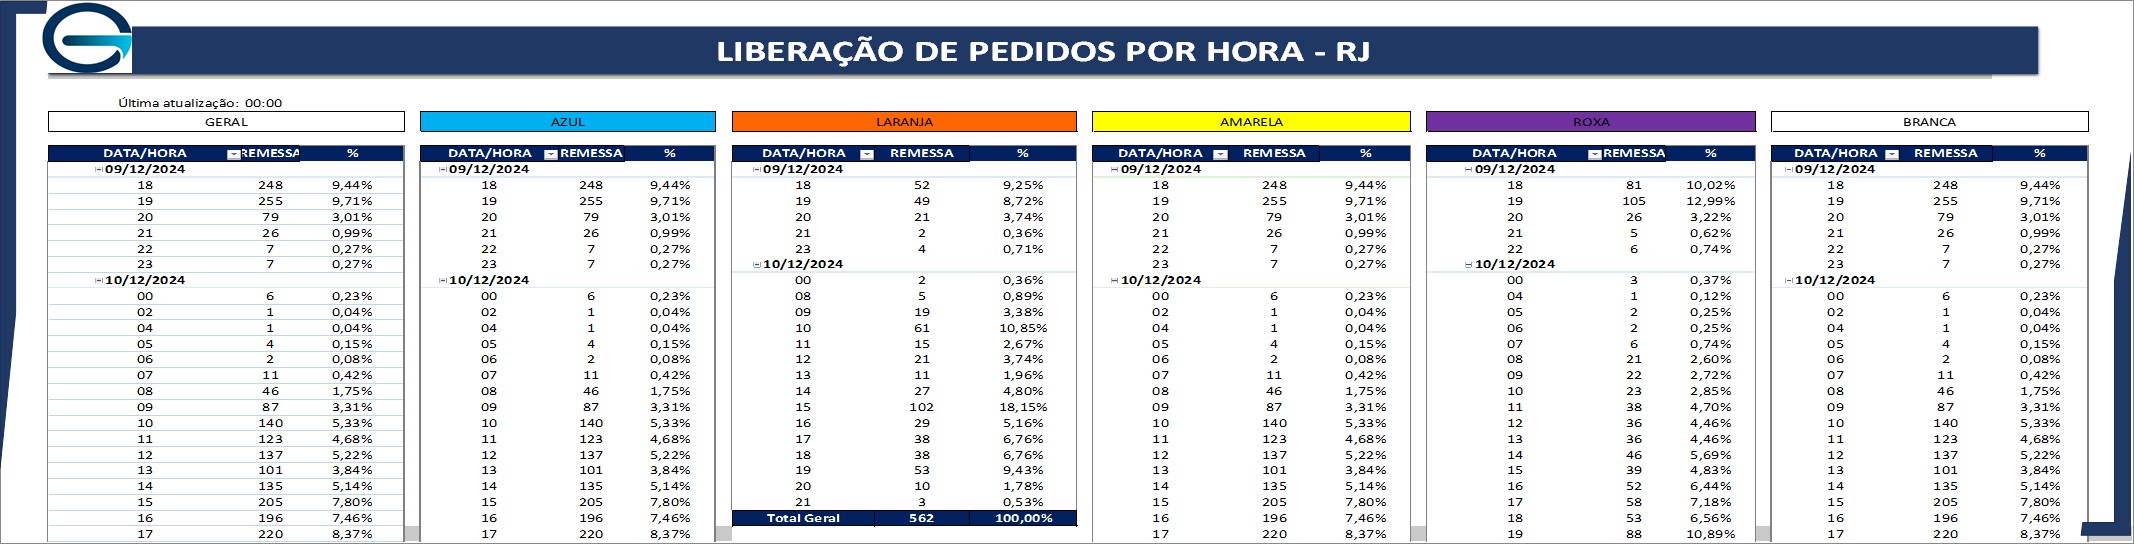 LIBERAÇÃO DE PEDIDOS POR HORA - RJ
Última atualização: 00:00
GERAL AZUL LARANJA AMARELA ROXA BRANCA
DATA/HORA REMESSA % DATA/HORA REMESSA % DATA/HORA REMESSA % DATA/HORA REMESSA % DATA/HORA REMESSA % DATA/HORA REMESSA %
09/12/2024 09/12/2024 09/12/2024 09/12/2024 09/12/2024 09/12/2024
18 248 9,44% 18 248 9,44% 18 52 9,25% 18 248 9,44% 18 81 10,02% 18 248 9,44%
19 255 9,71% 19 255 9,71% 19 49 8,72% 19 255 9,71% 19 105 12,99% 19 255 9,71%
20 79 3,01% 20 79 3,01% 20 21 3,74% 20 79 3,01% 20 26 3,22% 20 79 3,01%
21 26 0,99% 21 26 0,99% 21 2 0,36% 21 26 0,99% 21 5 0,62% 21 26 0,99%
22 7 0,27% 22 7 0,27% 23 4 0,71% 22 7 0,27% 22 6 0,74% 22 7 0,27%
23 7 0,27% 23 7 0,27% 10/12/2024 23 7 0,27% 10/12/2024 23 7 0,27%
10/12/2024 10/12/2024 00 2 0,36% 10/12/2024 00 3 0,37% 10/12/2024
00 6 0,23% 00 6 0,23% 08 5 0,89% 00 6 0,23% 04 1 0,12% 00 6 0,23%
02 1 0,04% 02 1 0,04% 09 19 3,38% 02 1 0,04% 05 2 0,25% 02 1 0,04%
04 1 0,04% 04 1 0,04% 10 61 10,85% 04 1 0,04% 06 2 0,25% 04 1 0,04%
05 4 0,15% 05 4 0,15% 11 15 2,67% 05 4 0,15% 07 6 0,74% 05 4 0,15%
06 2 0,08% 06 2 0,08% 12 21 3,74% 06 2 0,08% 08 21 2,60% 06 2 0,08%
07 11 0,42% 07 11 0,42% 13 11 1,96% 07 11 0,42% 09 22 2,72% 07 11 0,42%
08 46 1,75% 08 46 1,75% 14 27 4,80% 08 46 1,75% 10 23 2,85% 08 46 1,75%
09 87 3,31% 09 87 3,31% 15 102 18,15% 09 87 3,31% 11 38 4,70% 09 87 3,31%
10 140 5,33% 10 140 5,33% 16 29 5,16% 10 140 5,33% 12 36 4,46% 10 140 5,33%
11 123 4,68% 11 123 4,68% 17 38 6,76% 11 123 4,68% 13 36 4,46% 11 123 4,68%
12 137 5,22% 12 137 5,22% 18 38 6,76% 12 137 5,22% 14 46 5,69% 12 137 5,22%
13 101 3,84% 13 101 3,84% 19 53 9,43% 13 101 3,84% 15 39 4,83% 13 101 3,84%
14 135 5,14% 14 135 5,14% 20 10 1,78% 14 135 5,14% 16 52 6,44% 14 135 5,14%
15 205 7,80% 15 205 7,80% 21 3 0,53% 15 205 7,80% 17 58 7,18% 15 205 7,80%
16 196 7,46% 16 196 7,46% Total Geral 562 100,00% 16 196 7,46% 18 53 6,56% 16 196 7,46%
17 220 8,37% 17 220 8,37% 17 220 8,37% 19 88 10,89% 17 220 8,37%